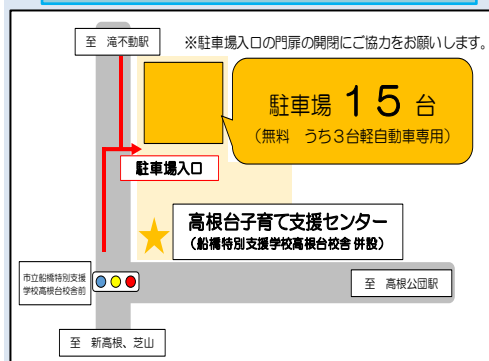 至　滝不動駅
※駐車場入口の門扉の開閉にご協力をお願いします。
駐車場 １５ 台
（無料　うち３台軽自動車専用）
駐車場入口
高根台子育て支援センター
（船橋特別支援学校高根台校舎 併設）
市立船橋特別支援
学校高根台校舎前
至　高根公団駅
至　新高根、芝山